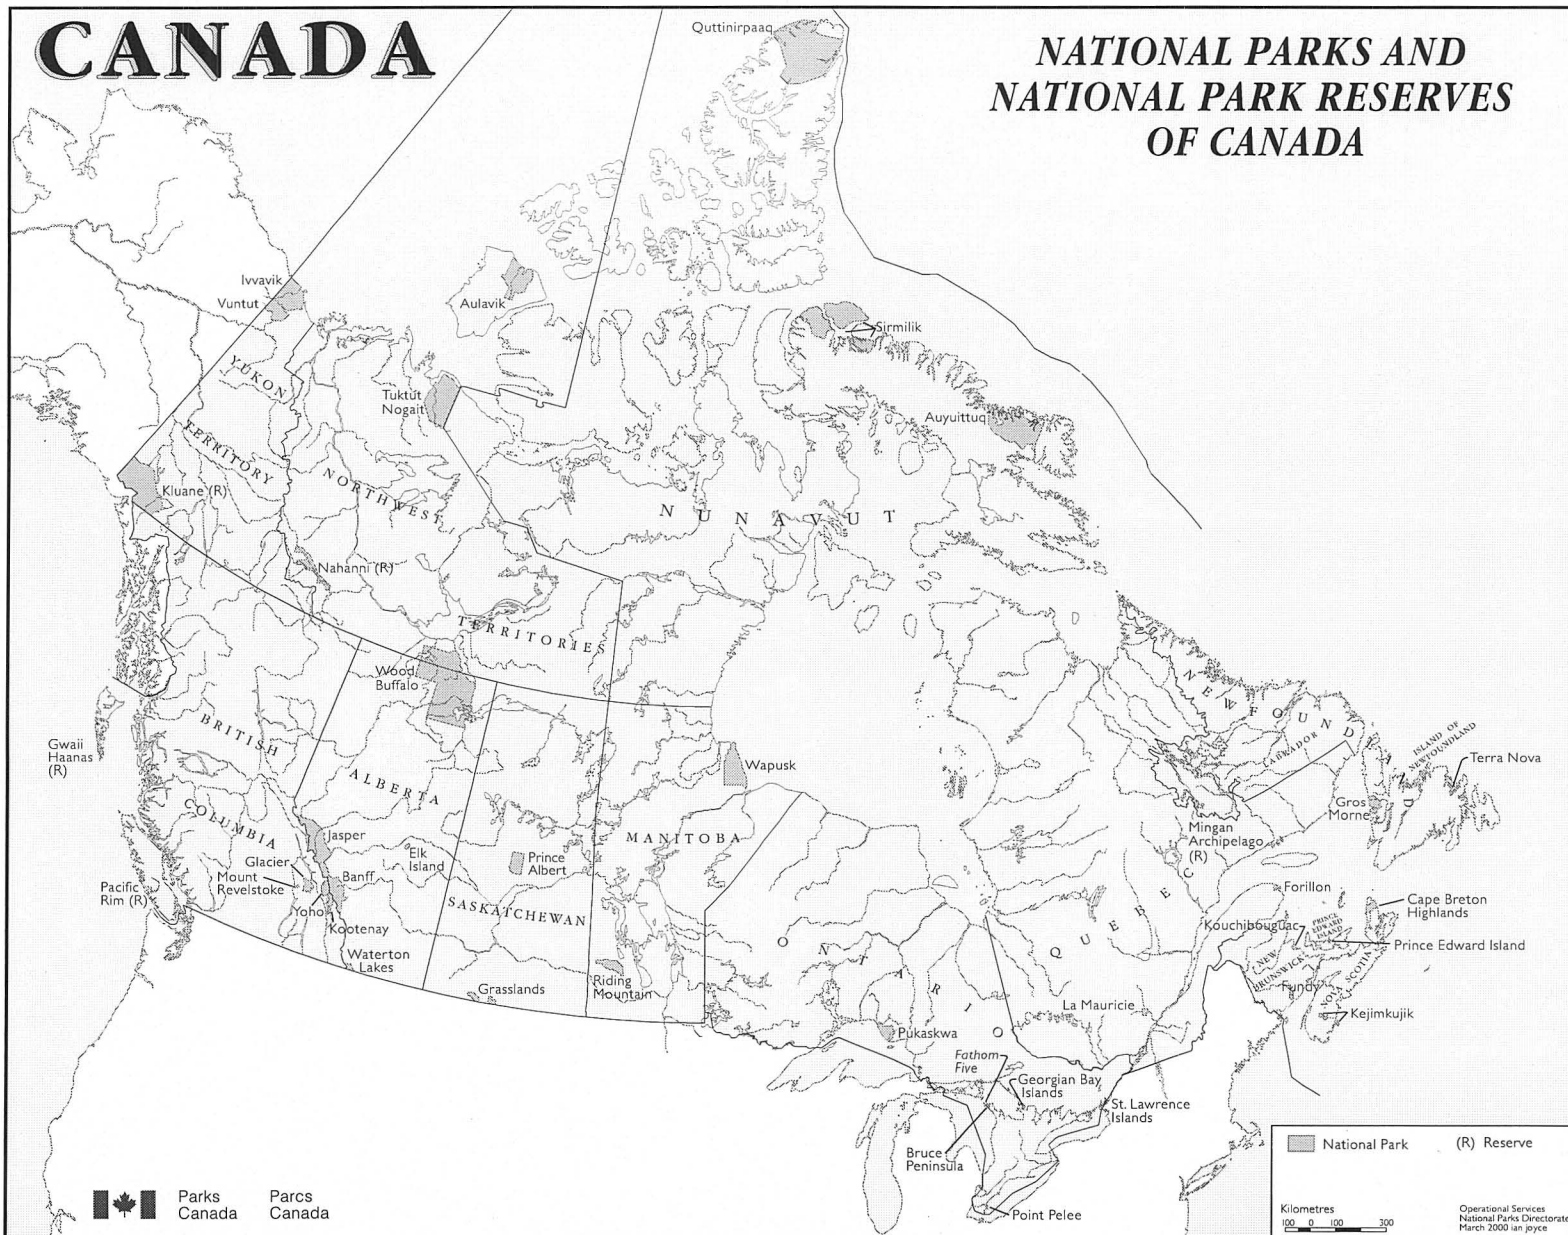 CANADA
NATIONAL PARKS AND
NATIONAL PARK RESERVES
OF CANADA
Quttinirpaaq
Ivvavik
Vuntut
Aulavik
Sirmilik
YUKON
TERRITORY
Tuktut
Nogait
Auyuittuq
Kluane (R)
NORTHWEST
TERRITORIES
NUNAVUT
Nahanni (R)
Wood
Buffalo
Gwaii
Haanas
(R)
BRITISH
COLUMBIA
ALBERTA
Wapusk
NEWFOUNDLAND
LABRADOR
ISLAND OF
NEWFOUNDLAND
Terra Nova
Gros
Morne
Mingan
Archipelago
(R)
Jasper
Glacier
Mount
Revelstoke
Elk
Island
Banff
Prince
Albert
MANITOBA
Pacific
Rim (R)
Yoho
Kootenay
SASKATCHEWAN
Waterton
Lakes
Grasslands
Riding
Mountain
ONTARIO
QUEBEC
Forillon
Cape Breton
Highlands
Kouchibouguac
PRINCE
EDWARD
ISLAND
Prince Edward Island
NEW
BRUNSWICK
NOVA SCOTIA
Fundy
Kejimkujik
La Mauricie
Pukaskwa
Fathom
Five
Georgian Bay
Islands
St. Lawrence
Islands
Bruce
Peninsula
Point Pelee
Parks
Canada
Parcs
Canada
National Park
(R) Reserve
Kilometres
100 0 100 300
Operational Services
National Parks Directorate
March 2000 ian joyce